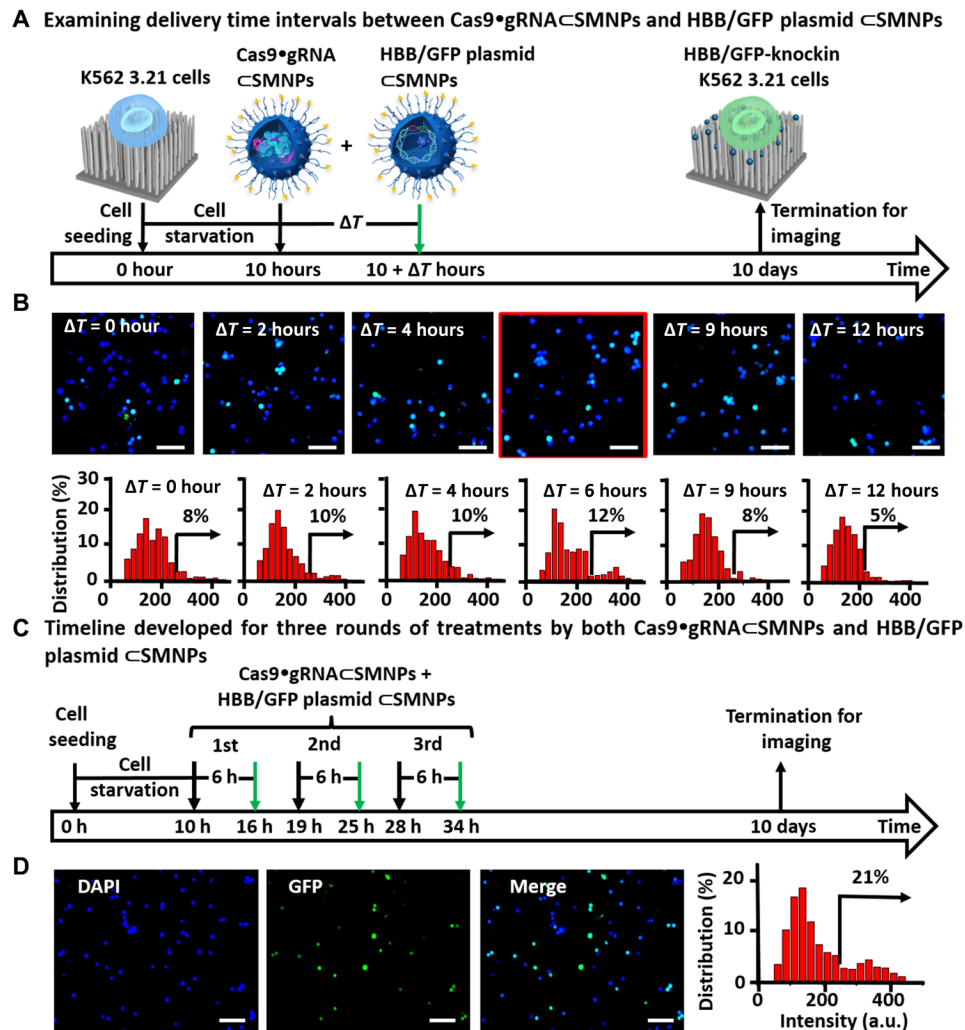 A Examining delivery time intervals between Cas9•gRNA⊂SMNPs and HBB/GFP plasmid ⊂SMNPs
K562 3.21 cells
Cas9•gRNA
⊂SMNPs
+
HBB/GFP plasmid
⊂SMNPs
HBB/GFP-knockin
K562 3.21 cells
Cell
seeding
Cell
starvation
ΔT
Termination for
imaging
0 hour
10 hours
10 + ΔT hours
10 days
Time
B
ΔT = 0 hour
ΔT = 2 hours
ΔT = 4 hours
ΔT = 9 hours
ΔT = 12 hours
Distribution (%)
30
20
10
0
ΔT = 0 hour
8%
0 200 400
ΔT = 2 hours
10%
0 200 400
ΔT = 4 hours
10%
0 200 400
ΔT = 6 hours
12%
0 200 400
ΔT = 9 hours
8%
0 200 400
ΔT = 12 hours
5%
0 200 400
C Timeline developed for three rounds of treatments by both Cas9•gRNA⊂SMNPs and HBB/GFP
plasmid ⊂SMNPs
Cas9•gRNA⊂SMNPs +
HBB/GFP plasmid ⊂SMNPs
Cell
seeding
Cell
starvation
1st
6 h
2nd
6 h
3rd
6 h
Termination for
imaging
0 h
10 h
16 h
19 h
25 h
28 h
34 h
10 days
Time
D
DAPI
GFP
Merge
Distribution (%)
20
10
0
21%
0 200 400
Intensity (a.u.)